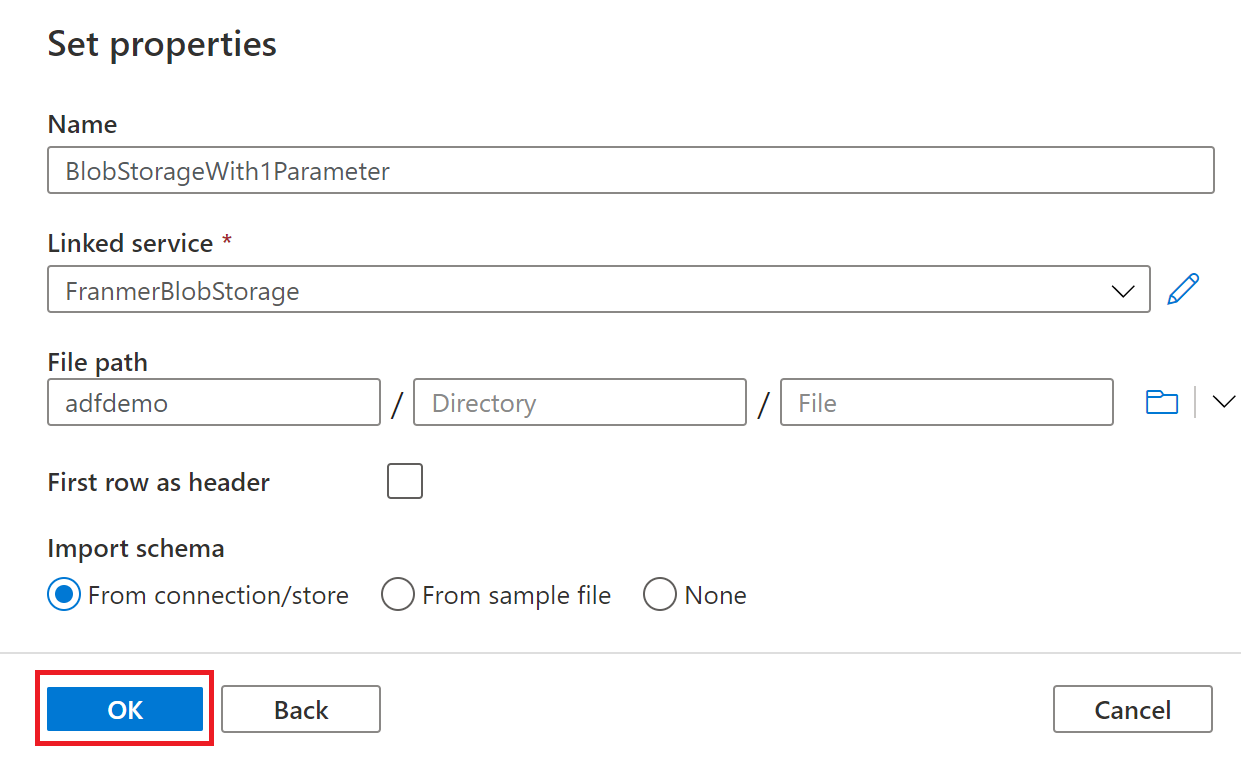 Set properties
Name
BlobStorageWith1Parameter
Linked service *
FranmerBlobStorage
File path
adfdemo / Directory / File
First row as header
Import schema
From connection/store From sample file None
OK Back Cancel